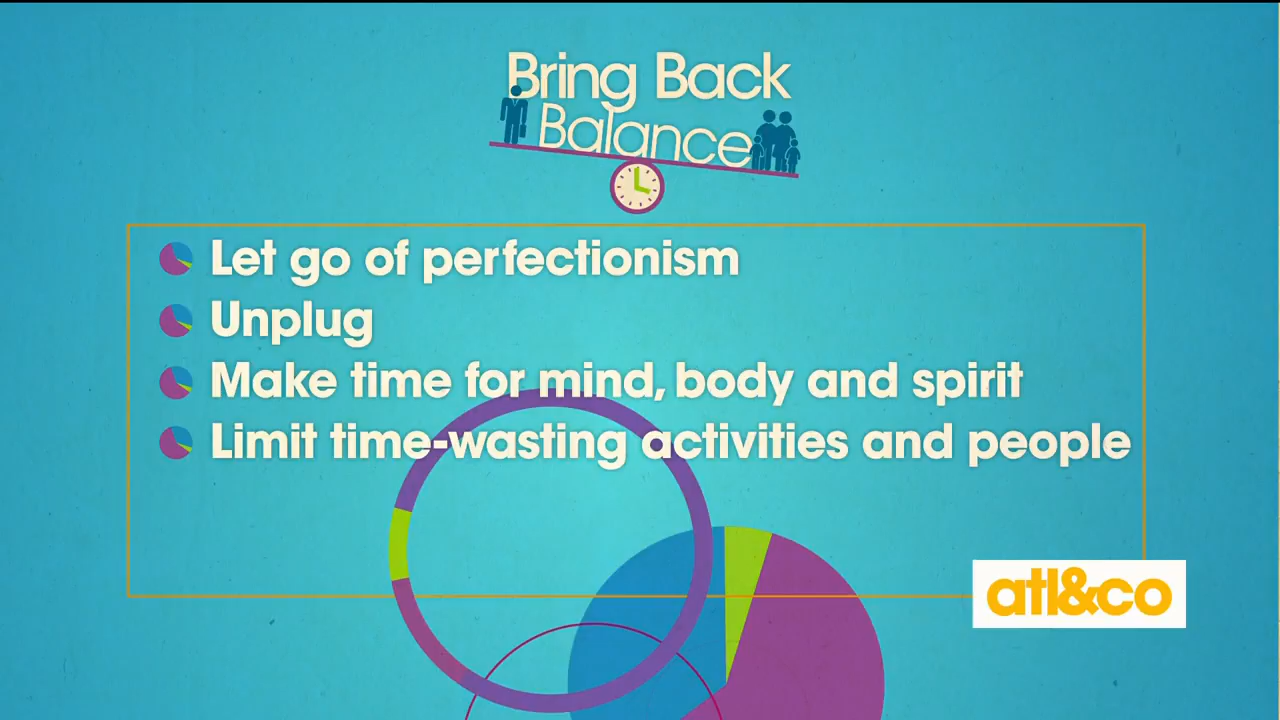 Bring Back
Balance
Let go of perfectionism
Unplug
Make time for mind, body and spirit
Limit time-wasting activities and people
atl&co